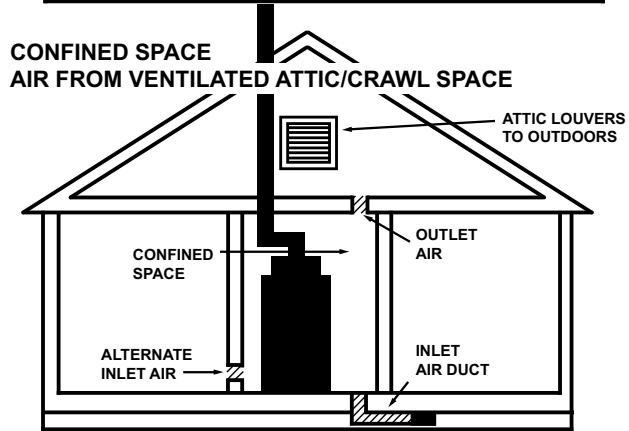 CONFINED SPACE
AIR FROM VENTILATED ATTIC/CRAWL SPACE
ATTIC LOUVERS
TO OUTDOORS
OUTLET
AIR
CONFINED
SPACE
ALTERNATE
INLET AIR
INLET
AIR DUCT